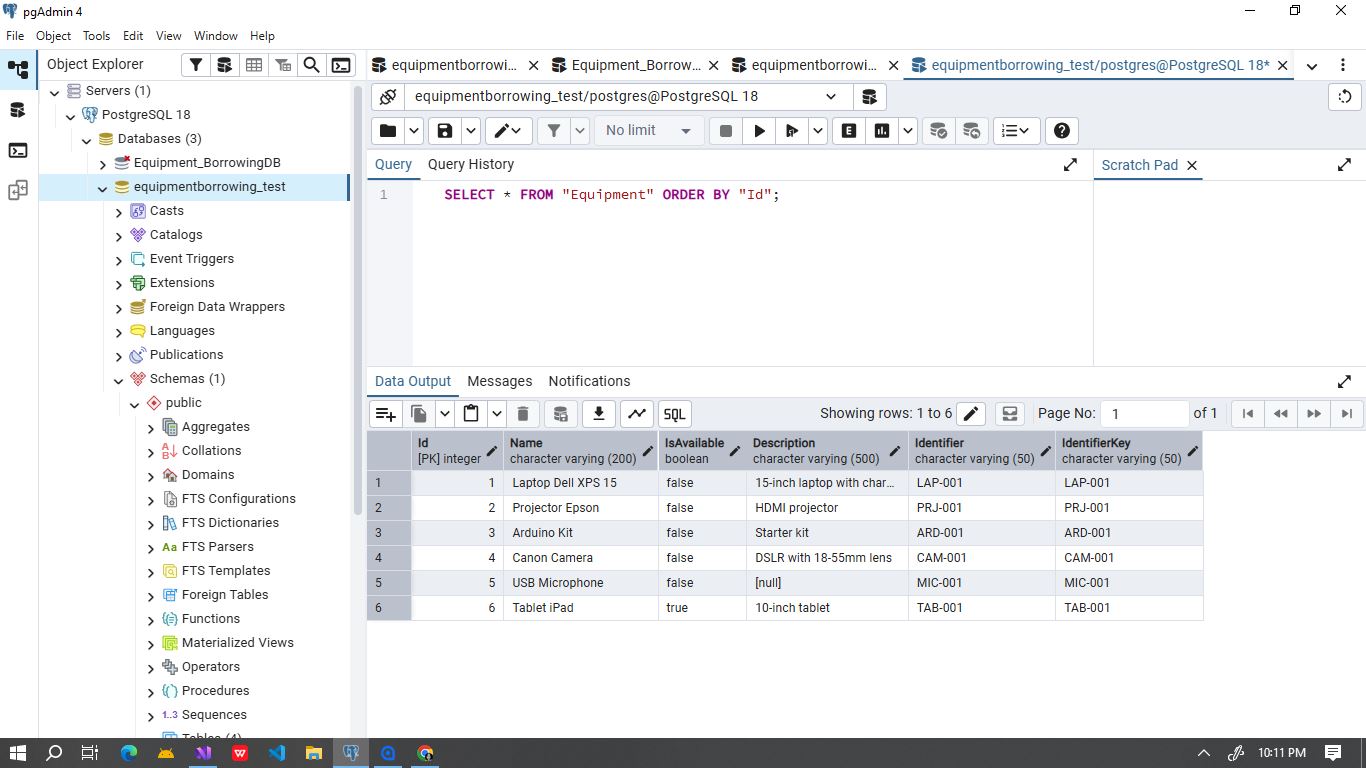 pgAdmin 4
File Object Tools Edit View Window Help
Object Explorer
Servers (1)
PostgreSQL 18
Databases (3)
Equipment_BorrowingDB
equipmentborrowing_test
Casts
Catalogs
Event Triggers
Extensions
Foreign Data Wrappers
Languages
Publications
Schemas (1)
public
Aggregates
Collations
Domains
FTS Configurations
FTS Dictionaries
Aa FTS Parsers
FTS Templates
Foreign Tables
Functions
Materialized Views
Operators
Procedures
1..3 Sequences
Tables (4)
equipmentborrowi... Equipment_Borrow... equipmentborrowi... equipmentborrowing_test/postgres@PostgreSQL 18*
equipmentborrowing_test/postgres@PostgreSQL 18
No limit E
Query Query History Scratch Pad
1 SELECT * FROM "Equipment" ORDER BY "Id";
Data Output Messages Notifications
SQL Showing rows: 1 to 6 Page No: 1 of 1
Id Name IsAvailable Description Identifier IdentifierKey
[PK] integer character varying (200) boolean character varying (500) character varying (50) character varying (50)
1 1 Laptop Dell XPS 15 false 15-inch laptop with char... LAP-001 LAP-001
2 2 Projector Epson false HDMI projector PRJ-001 PRJ-001
3 3 Arduino Kit false Starter kit ARD-001 ARD-001
4 4 Canon Camera false DSLR with 18-55mm lens CAM-001 CAM-001
5 5 USB Microphone false [null] MIC-001 MIC-001
6 6 Tablet iPad true 10-inch tablet TAB-001 TAB-001
10:11 PM